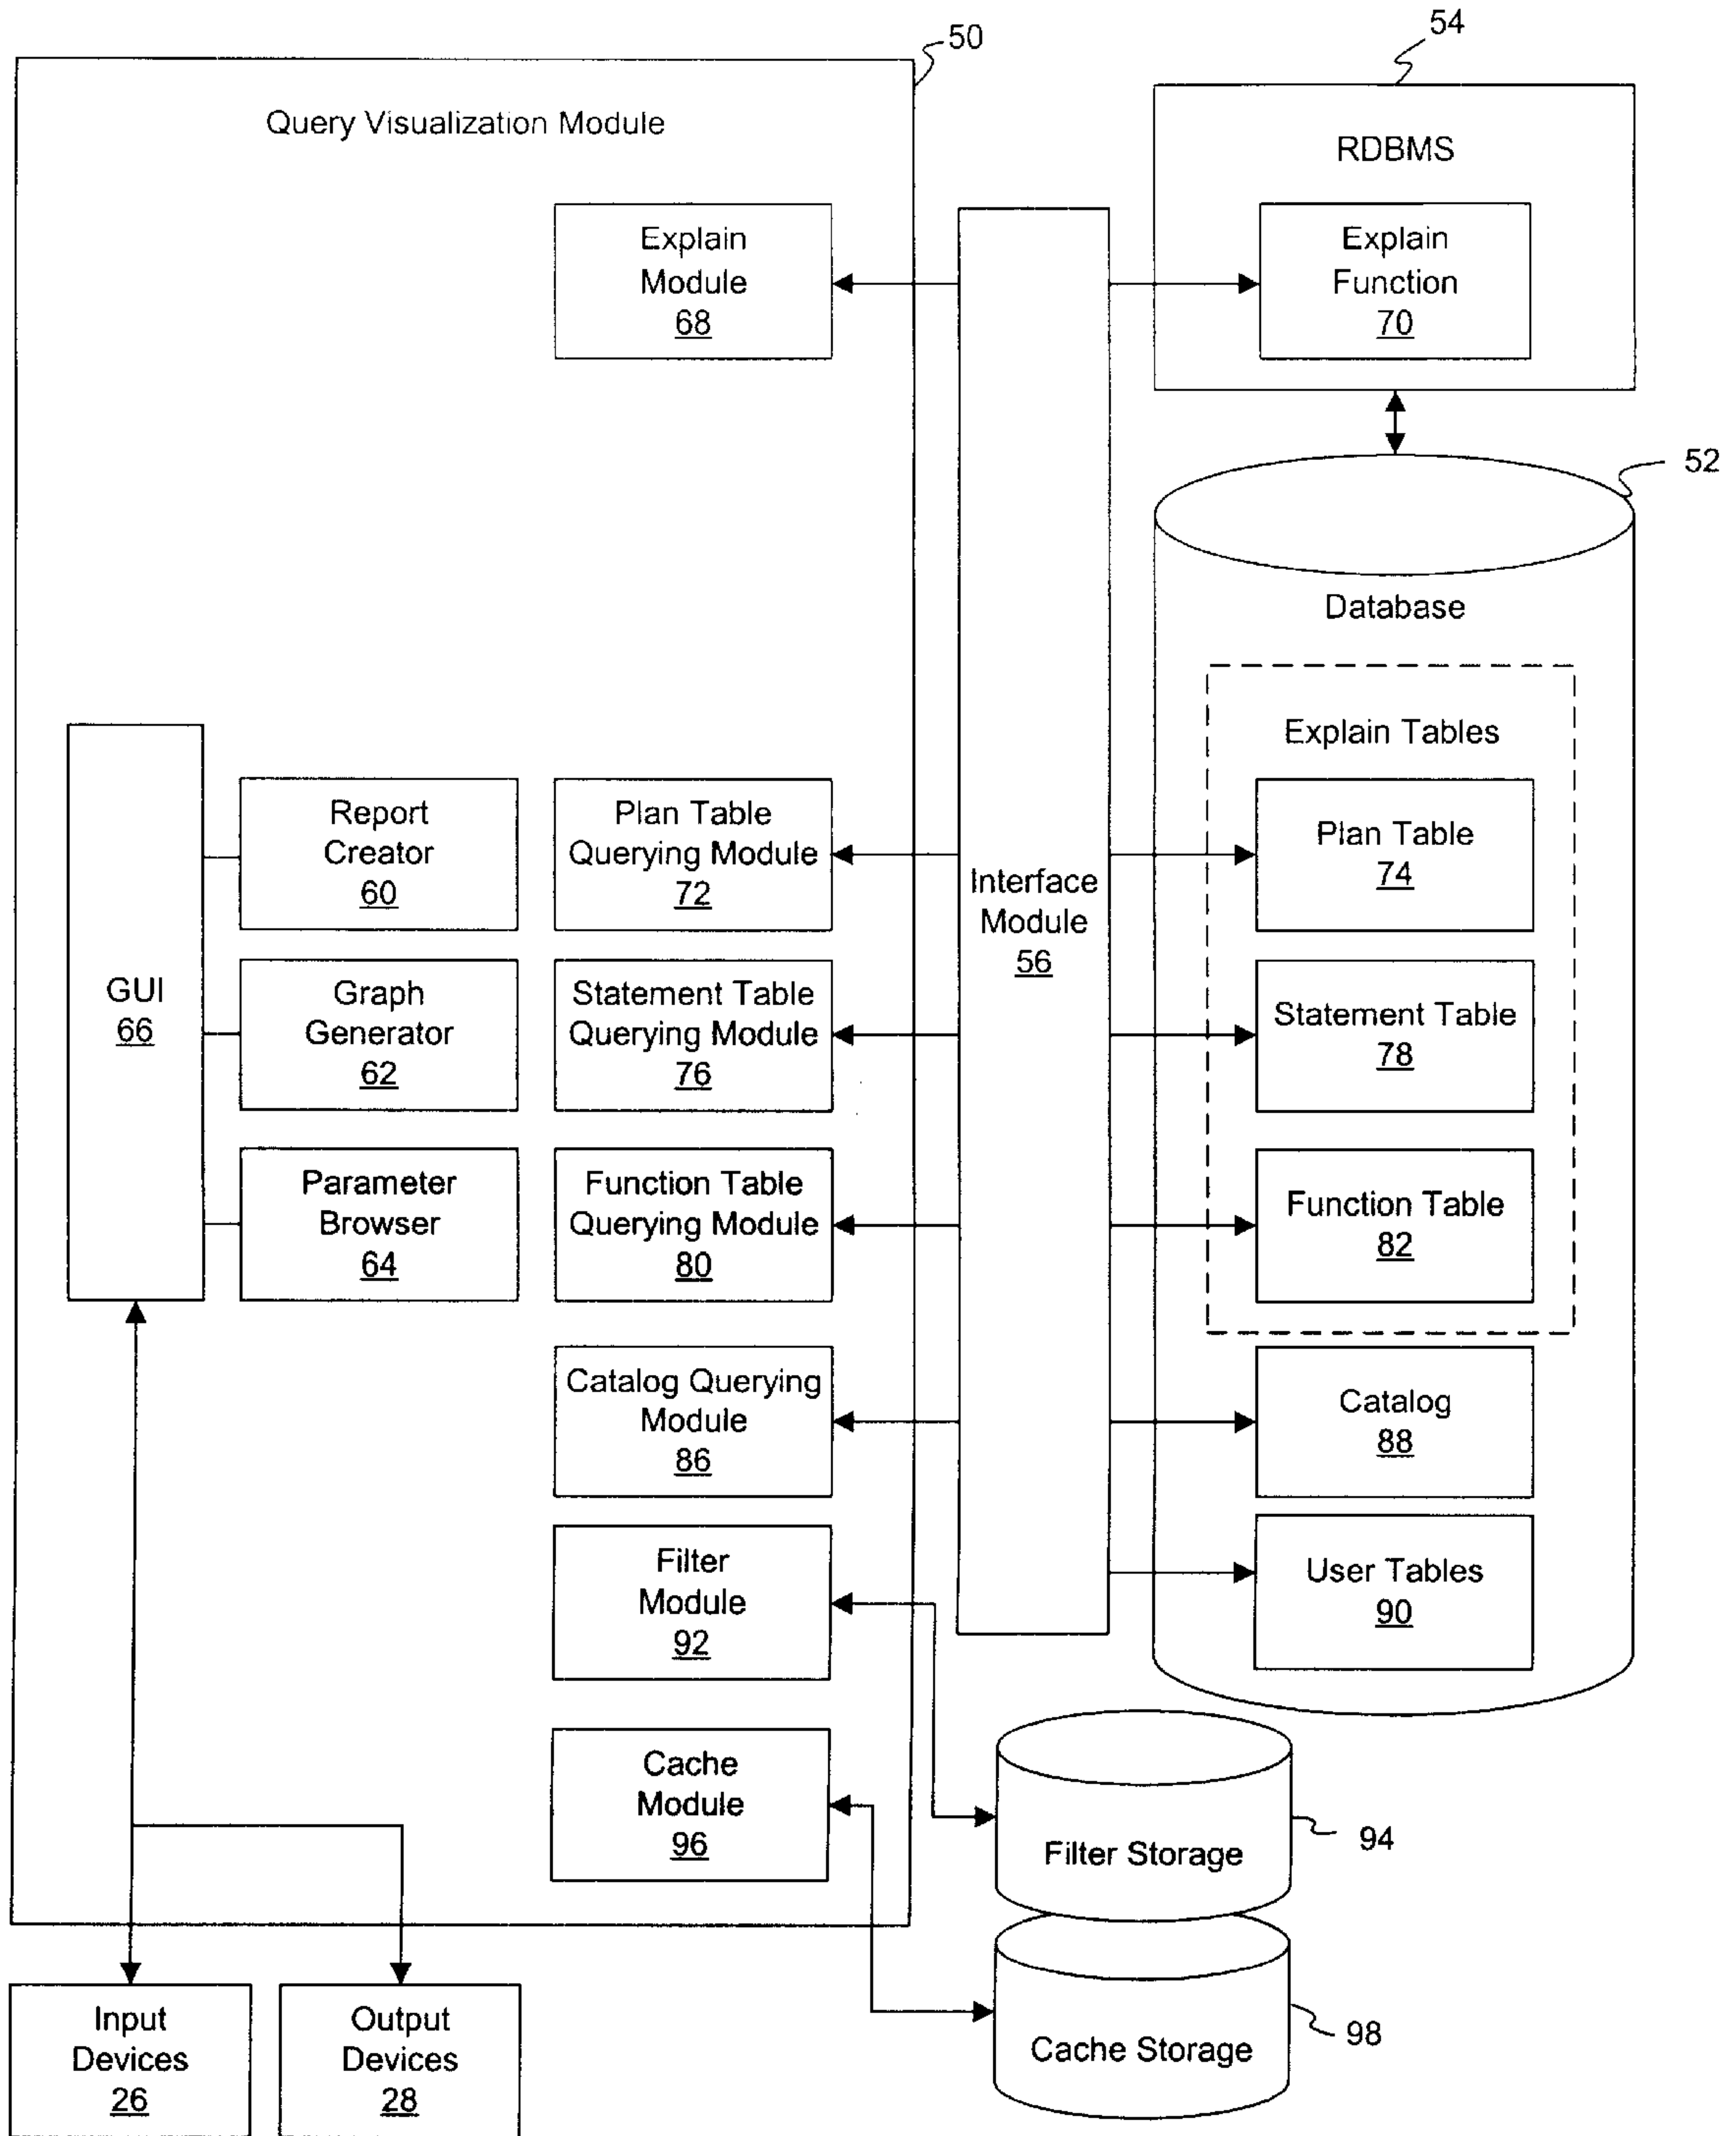 50
54
Query Visualization Module
RDBMS
Explain
Module
68
Explain
Function
70
52
Database
Explain Tables
Report
Creator
60
Plan Table
Querying Module
72
Plan Table
74
Interface
Module
56
GUI
66
Graph
Generator
62
Statement Table
Querying Module
76
Statement Table
78
Parameter
Browser
64
Function Table
Querying Module
80
Function Table
82
Catalog Querying
Module
86
Catalog
88
Filter
Module
92
User Tables
90
Cache
Module
96
Filter Storage
94
Input
Devices
26
Output
Devices
28
Cache Storage
98